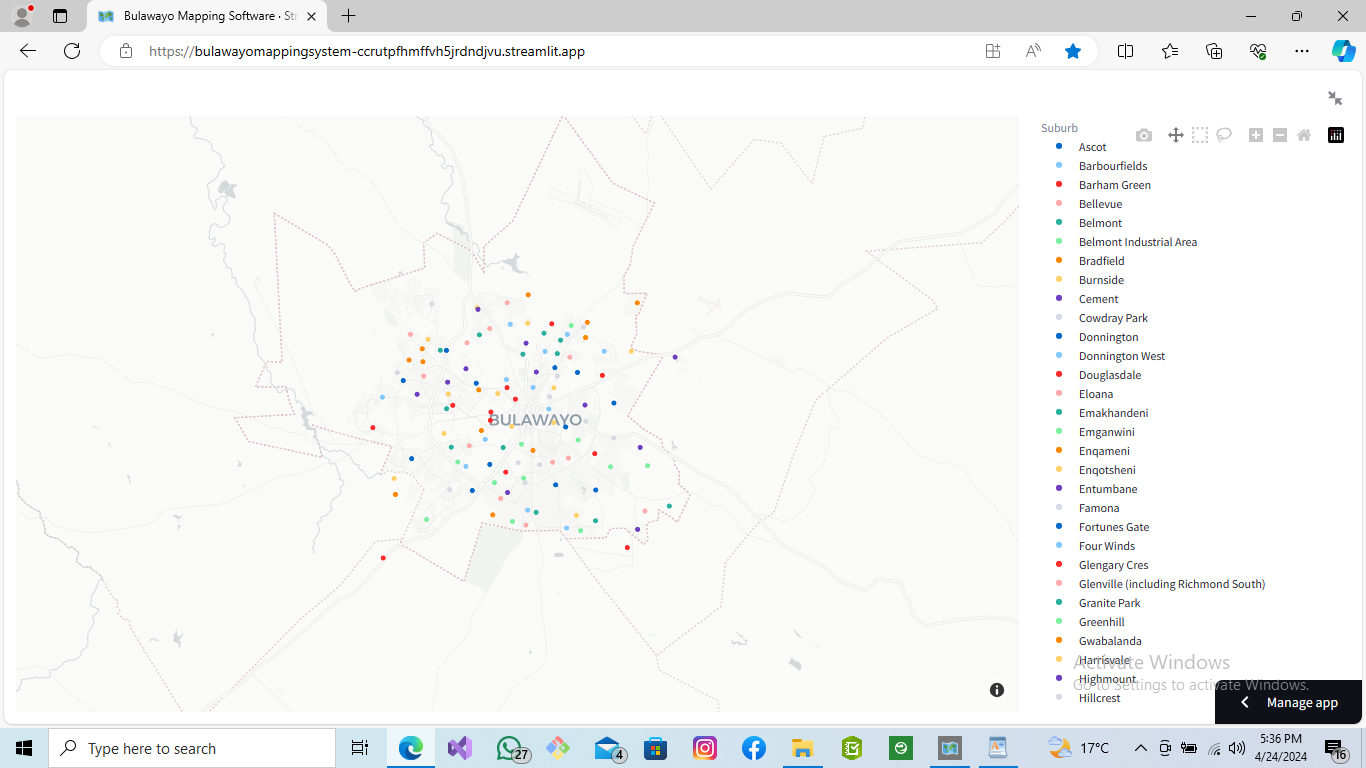 Bulawayo Mapping Software · Str
https://bulawayomappingsystem-ccrutpfhmffvh5jrdndjvu.streamlit.app
Suburb
Ascot
Barbourfields
Barham Green
Bellevue
Belmont
Belmont Industrial Area
Bradfield
Burnside
Cement
Cowdray Park
Donnington
Donnington West
Douglasdale
Eloana
Emakhandeni
Emganwini
Enqameni
Enqotsheni
Entumbane
Famona
Fortunes Gate
Four Winds
Glengary Cres
Glenville (including Richmond South)
Granite Park
Greenhill
Gwabalanda
Harrisvale
Highmount
Hillcrest
BULAWAYO
Activate Windows
Go to Settings to activate Windows.
Manage app
Type here to search
27
4
17°C
5:36 PM
4/24/2024
16